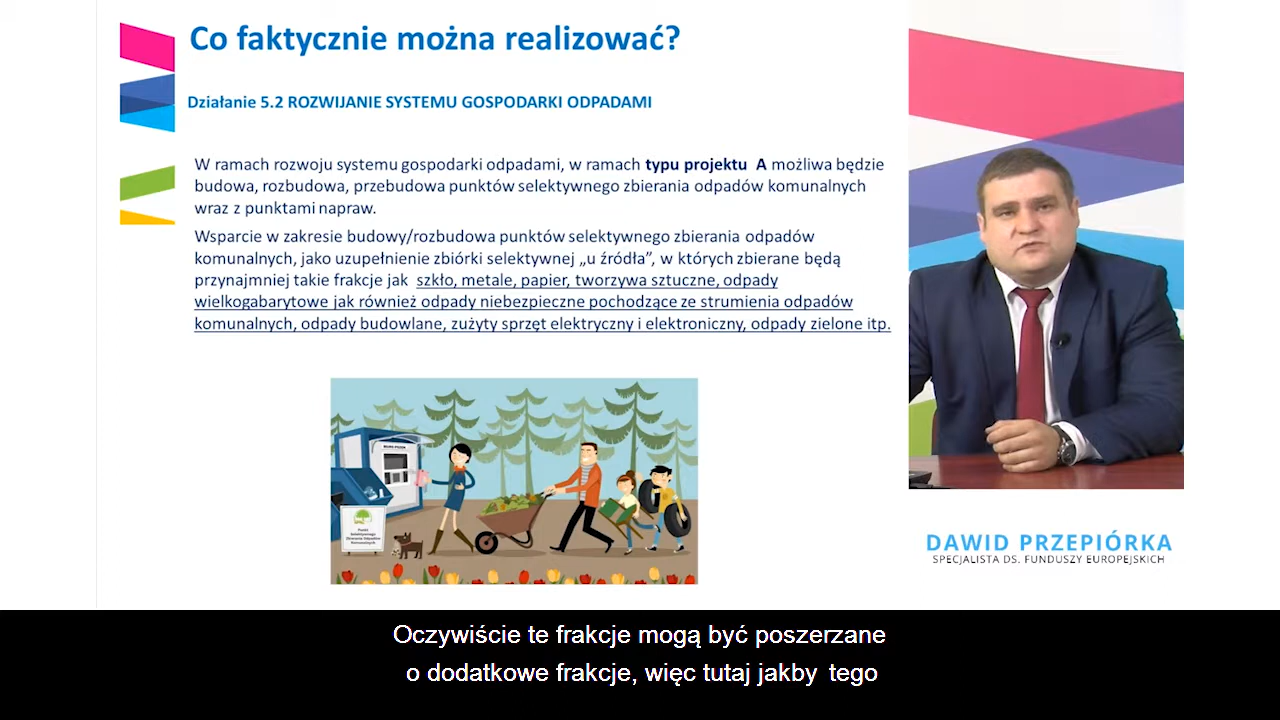 Co faktycznie można realizować?
Działanie 5.2 ROZWIJANIE SYSTEMU GOSPODARKI ODPADAMI
W ramach rozwoju systemu gospodarki odpadami, w ramach typu projektu A możliwa będzie
budowa, rozbudowa, przebudowa punktów selektywnego zbierania odpadów komunalnych
wraz z punktami napraw.
Wsparcie w zakresie budowy/rozbudowa punktów selektywnego zbierania odpadów
komunalnych, jako uzupełnienie zbiórki selektywnej „u źródła”, w których zbierane będą
przynajmniej takie frakcje jak szkło, metale, papier, tworzywa sztuczne, odpady
wielkogabarytowe jak również odpady niebezpieczne pochodzące ze strumienia odpadów
komunalnych, odpady budowlane, zużyty sprzęt elektryczny i elektroniczny, odpady zielone itp.
Punkt
Selektywnego
Zbierania Odpadów
Komunalnych
DAWID PRZEPIÓRKA
SPECJALISTA DS. FUNDUSZY EUROPEJSKICH
Oczywiście te frakcje mogą być poszerzane
o dodatkowe frakcje, więc tutaj jakby tego